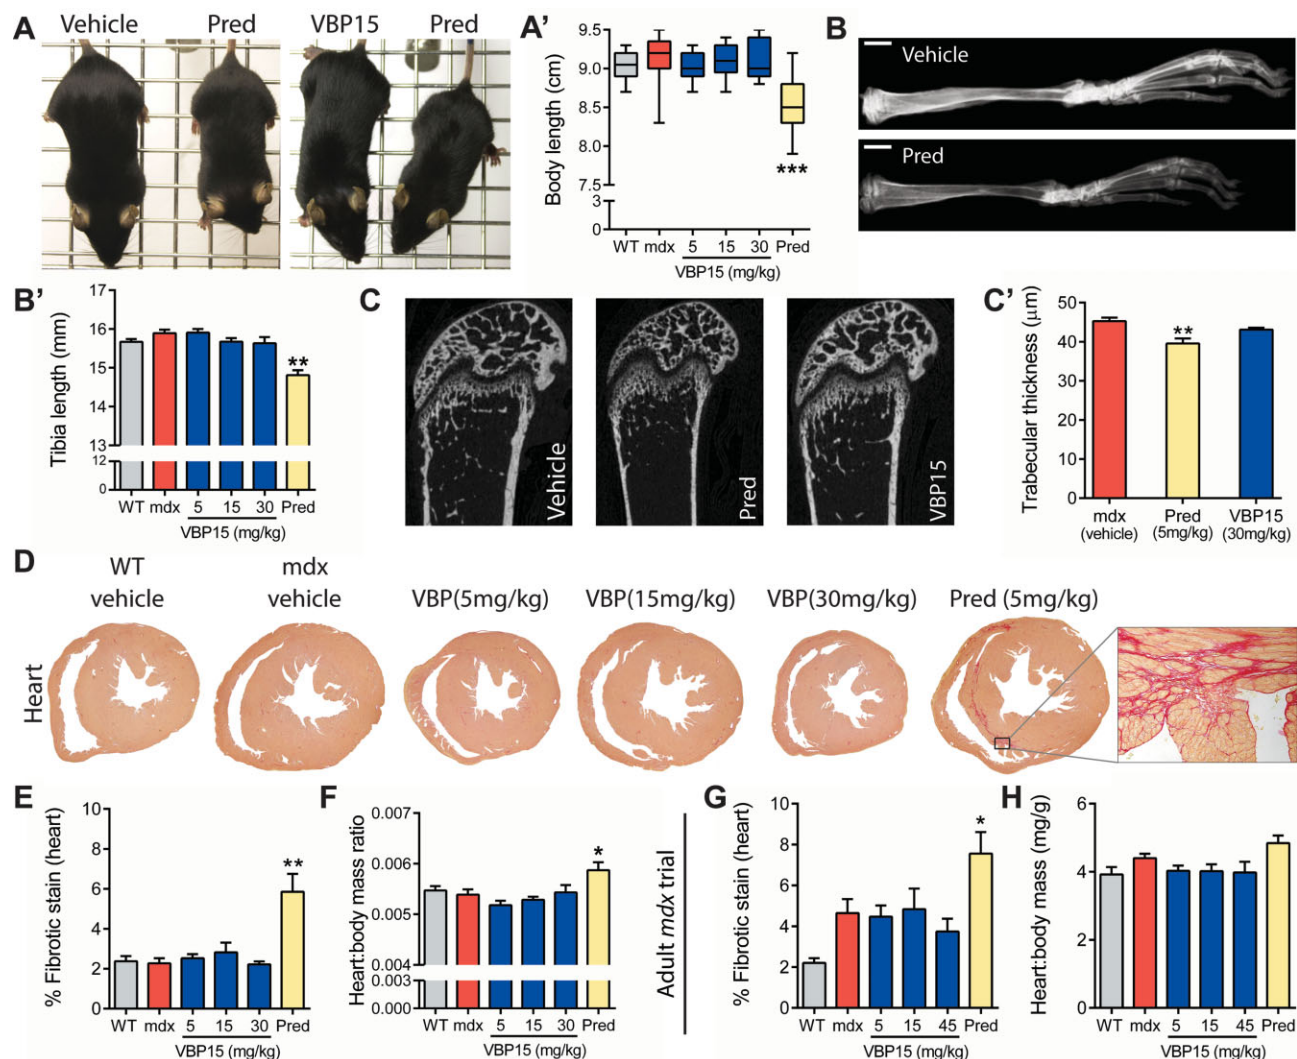 A
Vehicle Pred VBP15 Pred
A'
Body length (cm)
9.5
9.0
8.5
8.0
7.5
3
0
***
WT mdx 5 15 30 Pred
VBP15 (mg/kg)
B
Vehicle
Pred
B'
Tibia length (mm)
17
16
15
14
13
12
0
**
WT mdx 5 15 30 Pred
VBP15 (mg/kg)
C
Vehicle
Pred
VBP15
C'
Trabecular thickness (μm)
50
40
30
20
10
0
**
mdx Pred VBP15
(vehicle) (5mg/kg) (30mg/kg)
D
Heart
WT mdx
vehicle vehicle VBP(5mg/kg) VBP(15mg/kg) VBP(30mg/kg) Pred (5mg/kg)
E
% Fibrotic stain (heart)
10
8
6
4
2
0
**
WT mdx 5 15 30 Pred
VBP15 (mg/kg)
F
Heart:body mass ratio
0.007
0.006
0.005
0.004
0.003
0.000
*
WT mdx 5 15 30 Pred
VBP15 (mg/kg)
Adult mdx trial
G
% Fibrotic stain (heart)
10
8
6
4
2
0
*
WT mdx 5 15 45 Pred
VBP15 (mg/kg)
H
Heart:body mass (mg/g)
6
4
2
0
WT mdx 5 15 45 Pred
VBP15 (mg/kg)